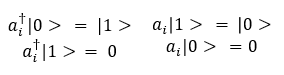 a_i^†|0 > = |1 > a_i|1 > = |0 >
a_i^†|1 > = 0 a_i|0 > = 0